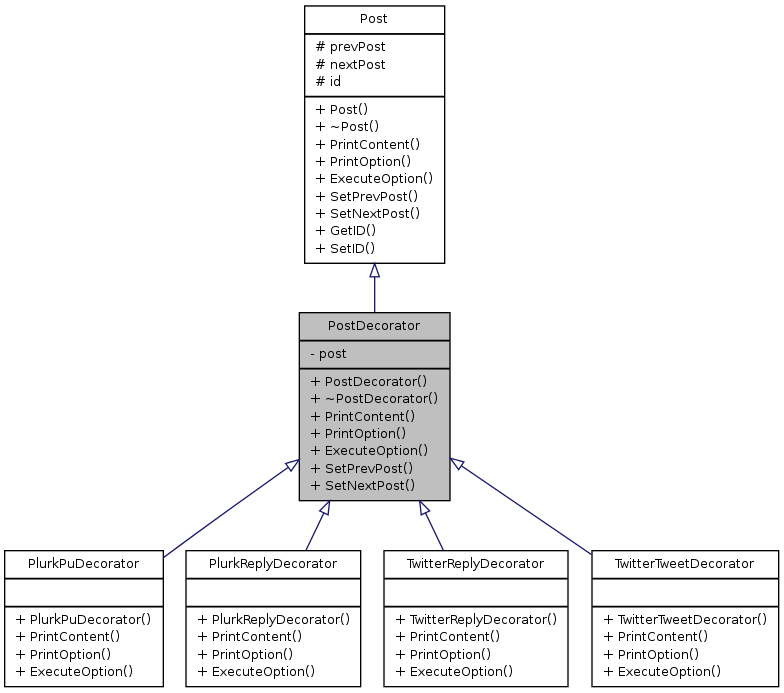 Post
# prevPost
# nextPost
# id
+ Post()
+ ~Post()
+ PrintContent()
+ PrintOption()
+ ExecuteOption()
+ SetPrevPost()
+ SetNextPost()
+ GetID()
+ SetID()
PostDecorator
- post
+ PostDecorator()
+ ~PostDecorator()
+ PrintContent()
+ PrintOption()
+ ExecuteOption()
+ SetPrevPost()
+ SetNextPost()
PlurkPuDecorator
+ PlurkPuDecorator()
+ PrintContent()
+ PrintOption()
+ ExecuteOption()
PlurkReplyDecorator
+ PlurkReplyDecorator()
+ PrintContent()
+ PrintOption()
+ ExecuteOption()
TwitterReplyDecorator
+ TwitterReplyDecorator()
+ PrintContent()
+ PrintOption()
+ ExecuteOption()
TwitterTweetDecorator
+ TwitterTweetDecorator()
+ PrintContent()
+ PrintOption()
+ ExecuteOption()